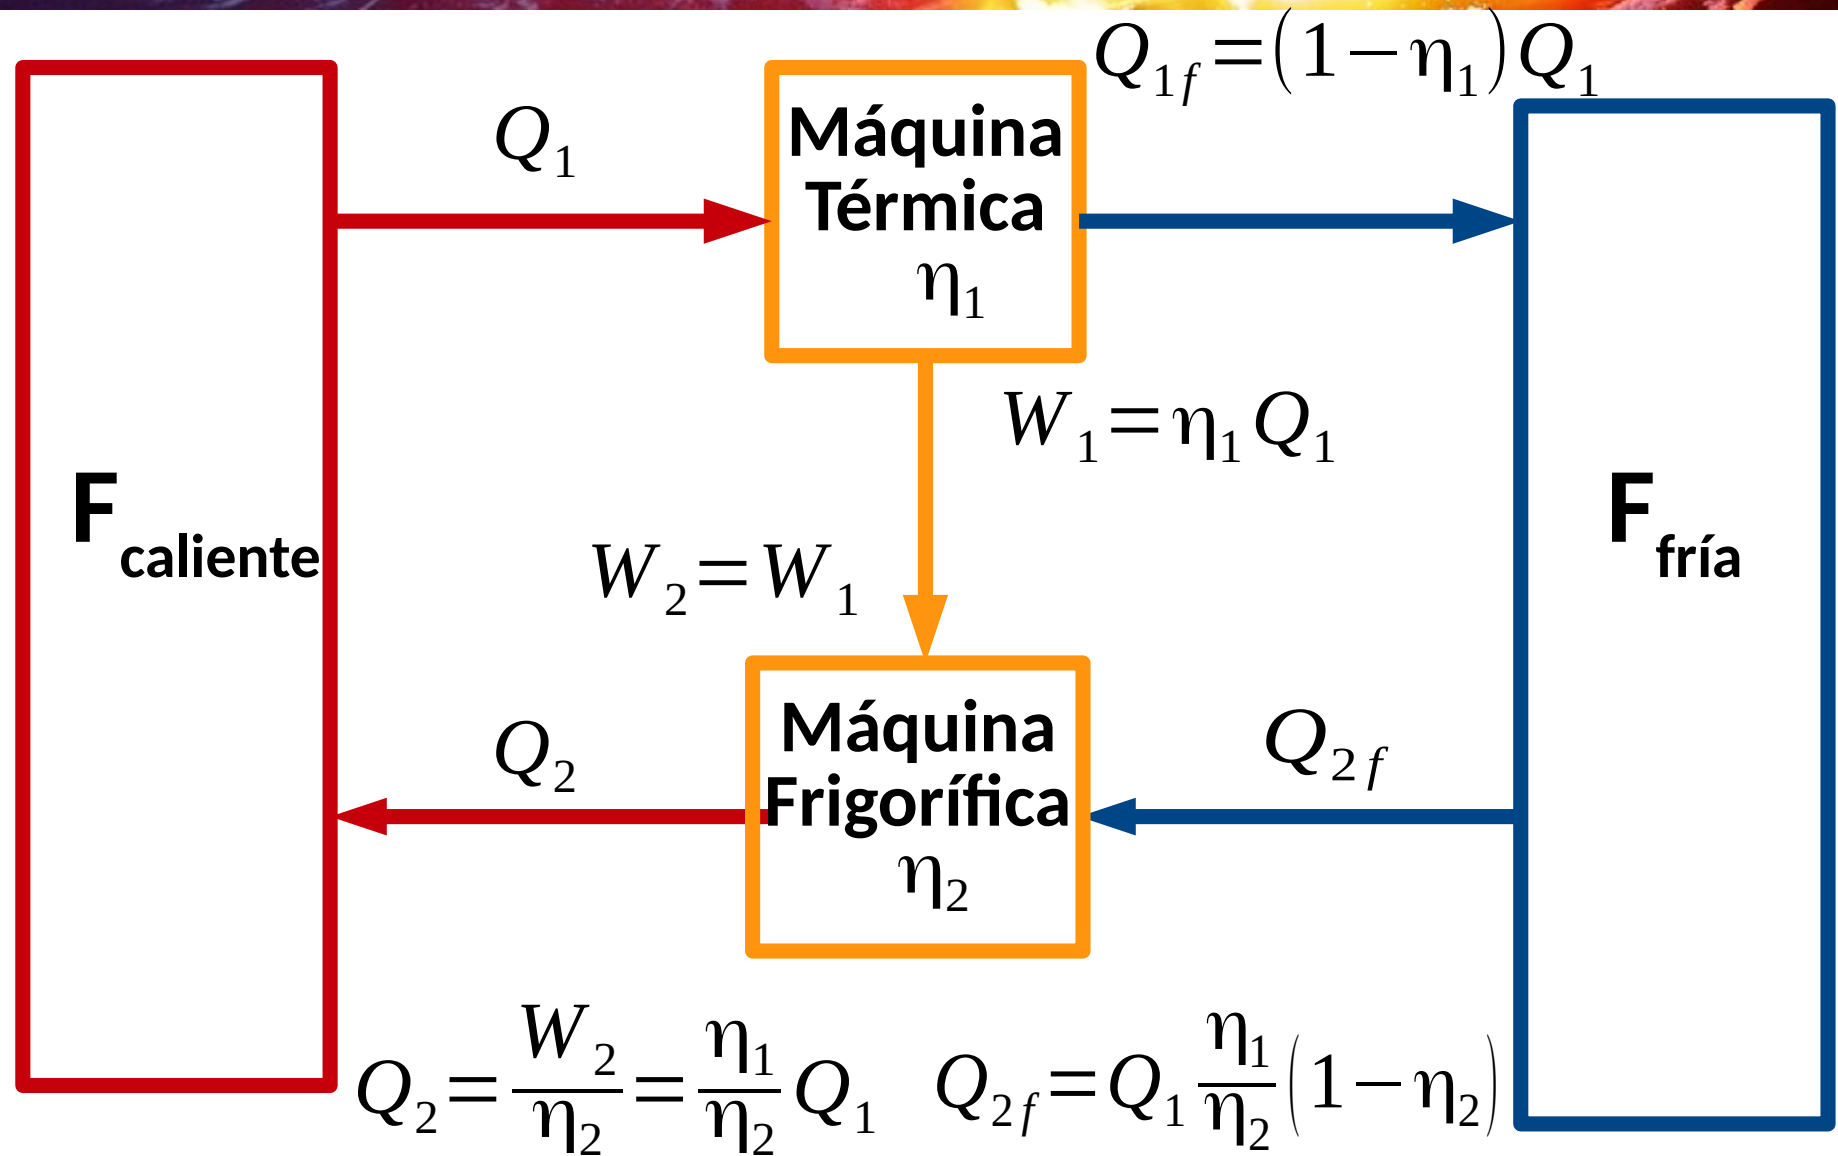 Q₁f = (1 − η₁) Q₁
Q₁
Máquina
Térmica
η₁
W₁ = η₁ Q₁
F caliente
F fría
W₂ = W₁
Q₂
Máquina
Frigorífica
η₂
Q₂f
Q₂ = W₂/η₂ = η₁/η₂ Q₁
Q₂f = Q₁ η₁/η₂ (1 − η₂)